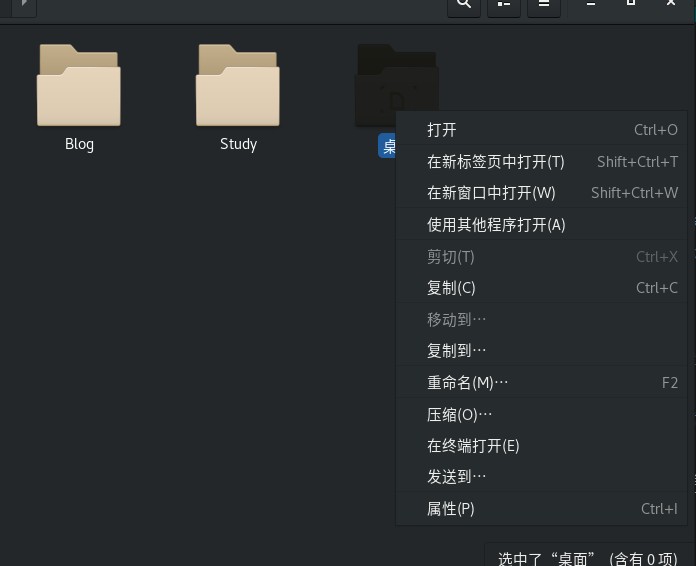 Blog
Study
桌
打开 Ctrl+O
在新标签页中打开(T) Shift+Ctrl+T
在新窗口中打开(W) Shift+Ctrl+W
使用其他程序打开(A)
剪切(T) Ctrl+X
复制(C) Ctrl+C
移动到…
复制到…
重命名(M)… F2
压缩(O)…
在终端打开(E)
发送到…
属性(P) Ctrl+I
选中了“桌面” (含有 0 项)